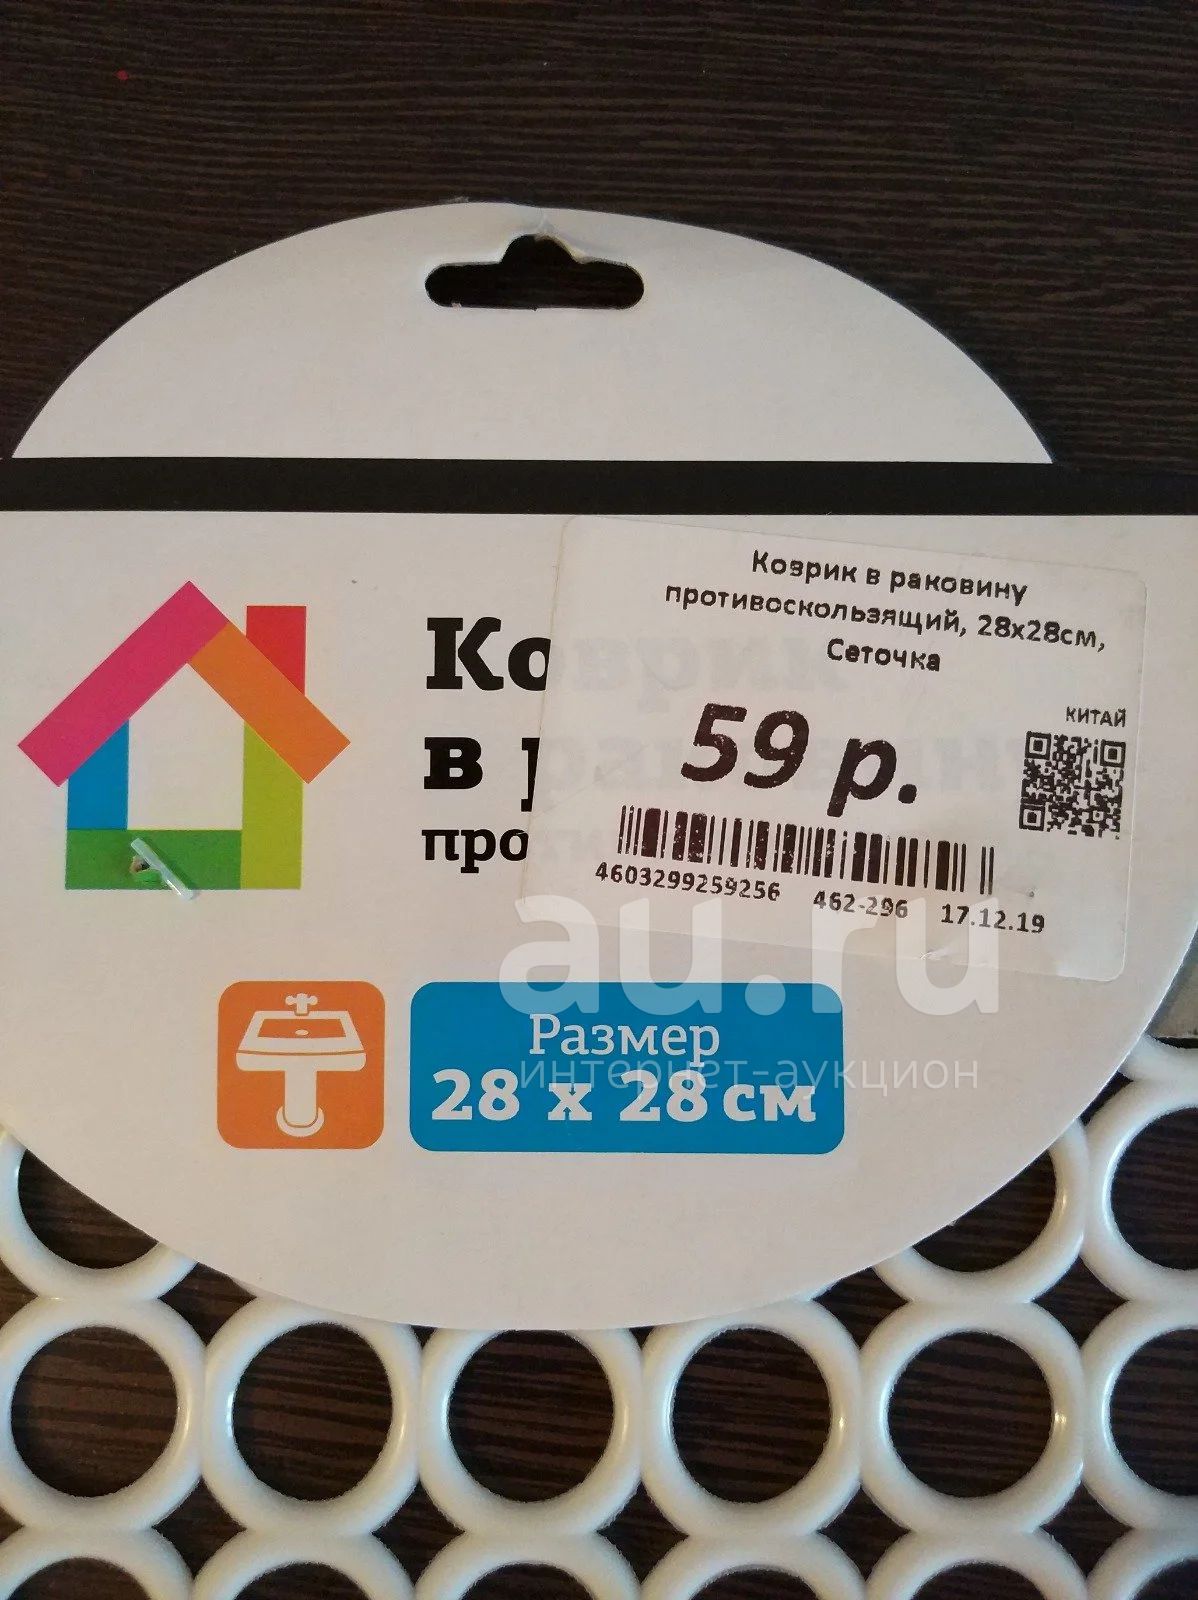 Коврик в раковину
противоскользящий, 28х28см,
Сеточка
КИТАЙ
59 р.
4603299259256 462-296 17.12.19
Ко
в р
про
au.ru
интернет-аукцион
Размер
28 х 28 см